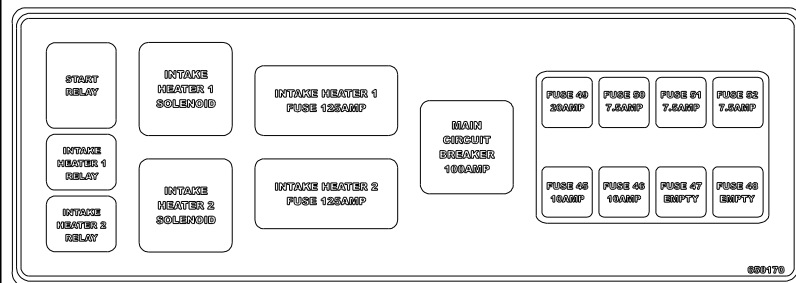 START
RELAY
INTAKE
HEATER 1
RELAY
INTAKE
HEATER 2
RELAY
INTAKE
HEATER 1
SOLENOID
INTAKE
HEATER 2
SOLENOID
INTAKE HEATER 1
FUSE 125AMP
INTAKE HEATER 2
FUSE 125AMP
MAIN
CIRCUIT
BREAKER
100AMP
FUSE 49
20AMP
FUSE 50
7.5AMP
FUSE 51
7.5AMP
FUSE 52
7.5AMP
FUSE 45
10AMP
FUSE 46
10AMP
FUSE 47
EMPTY
FUSE 48
EMPTY
650170